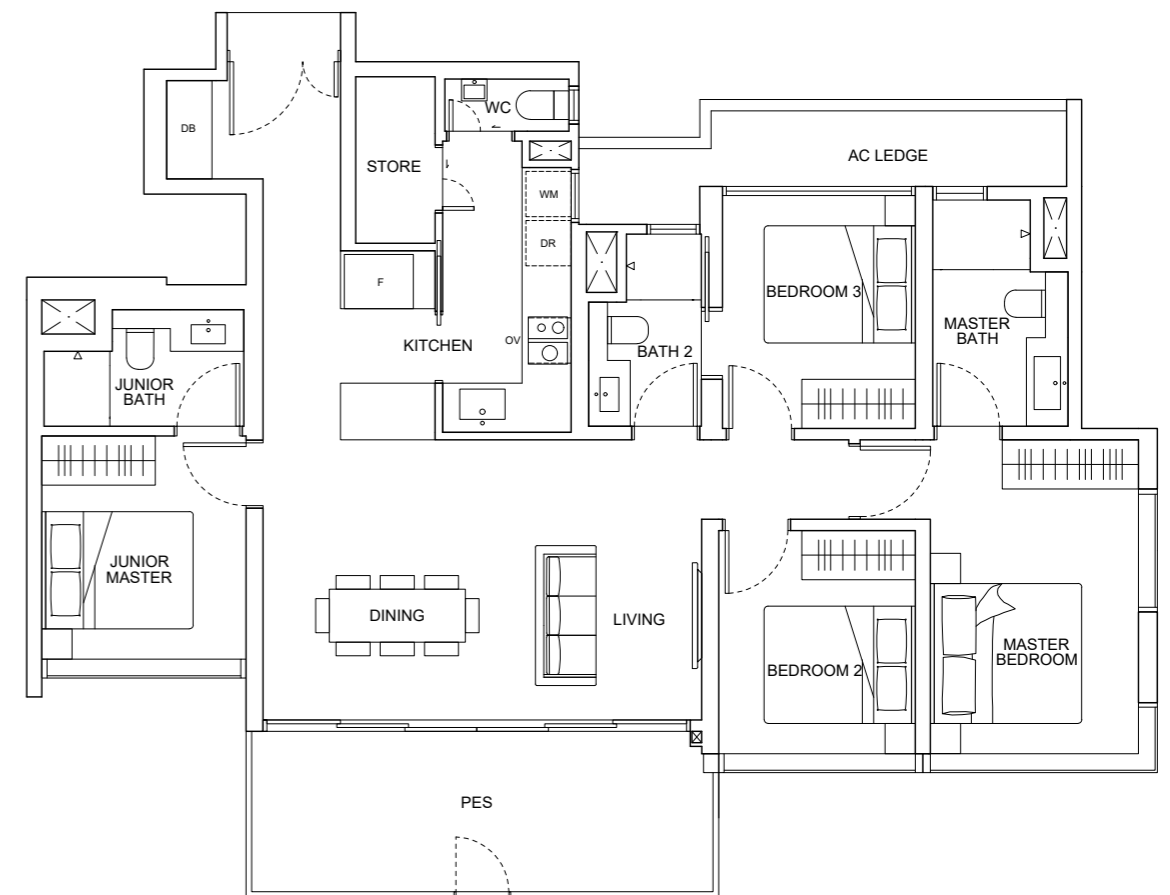 WC
DB
AC LEDGE
STORE
WM
DR
F
BEDROOM 3
MASTER
BATH
OV
KITCHEN
BATH 2
JUNIOR
BATH
JUNIOR
MASTER
DINING
LIVING
MASTER
BEDROOM
BEDROOM 2
PES